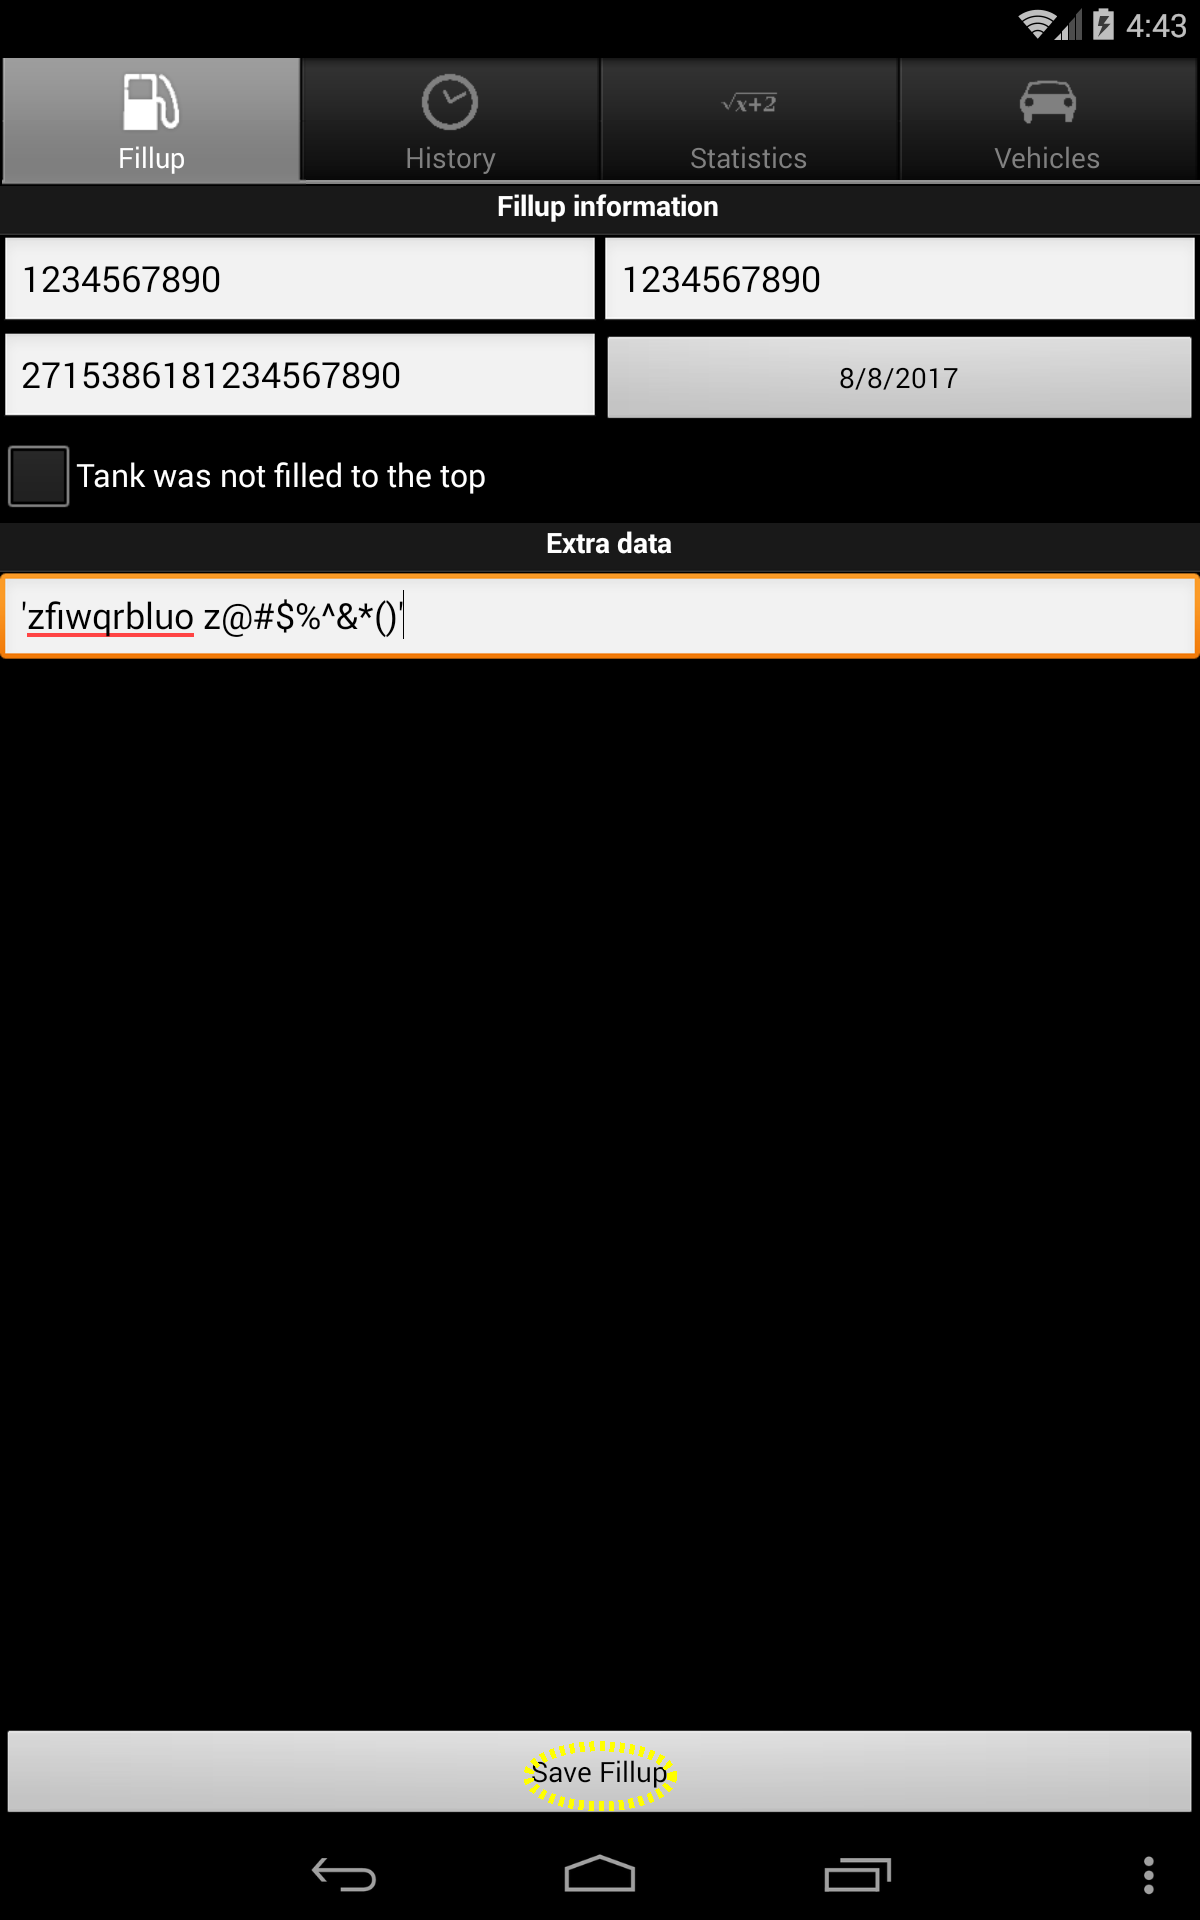 4:43
Fillup
History
√x+2
Statistics
Vehicles
Fillup information
1234567890
1234567890
2715386181234567890
8/8/2017
Tank was not filled to the top
Extra data
'zfiwqrbluo z@#$%^&*()'
Save Fillup